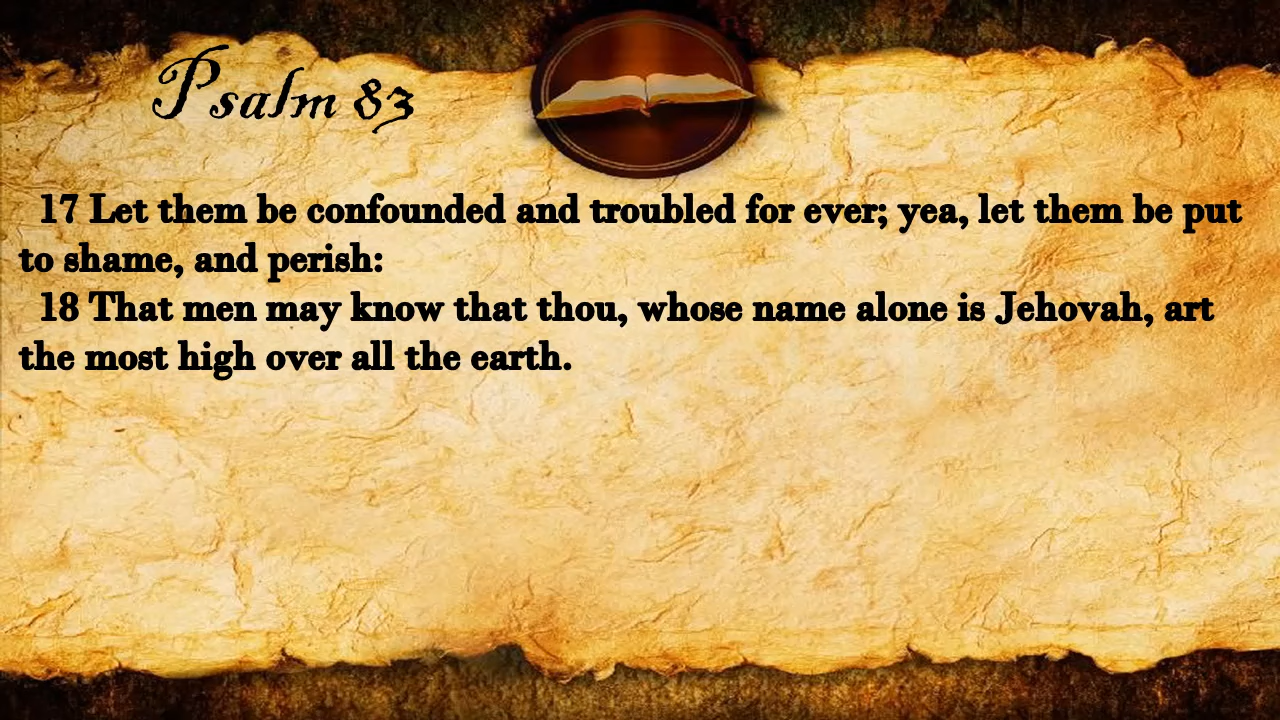 Psalm 83
17 Let them be confounded and troubled for ever; yea, let them be put
to shame, and perish:
18 That men may know that thou, whose name alone is Jehovah, art
the most high over all the earth.